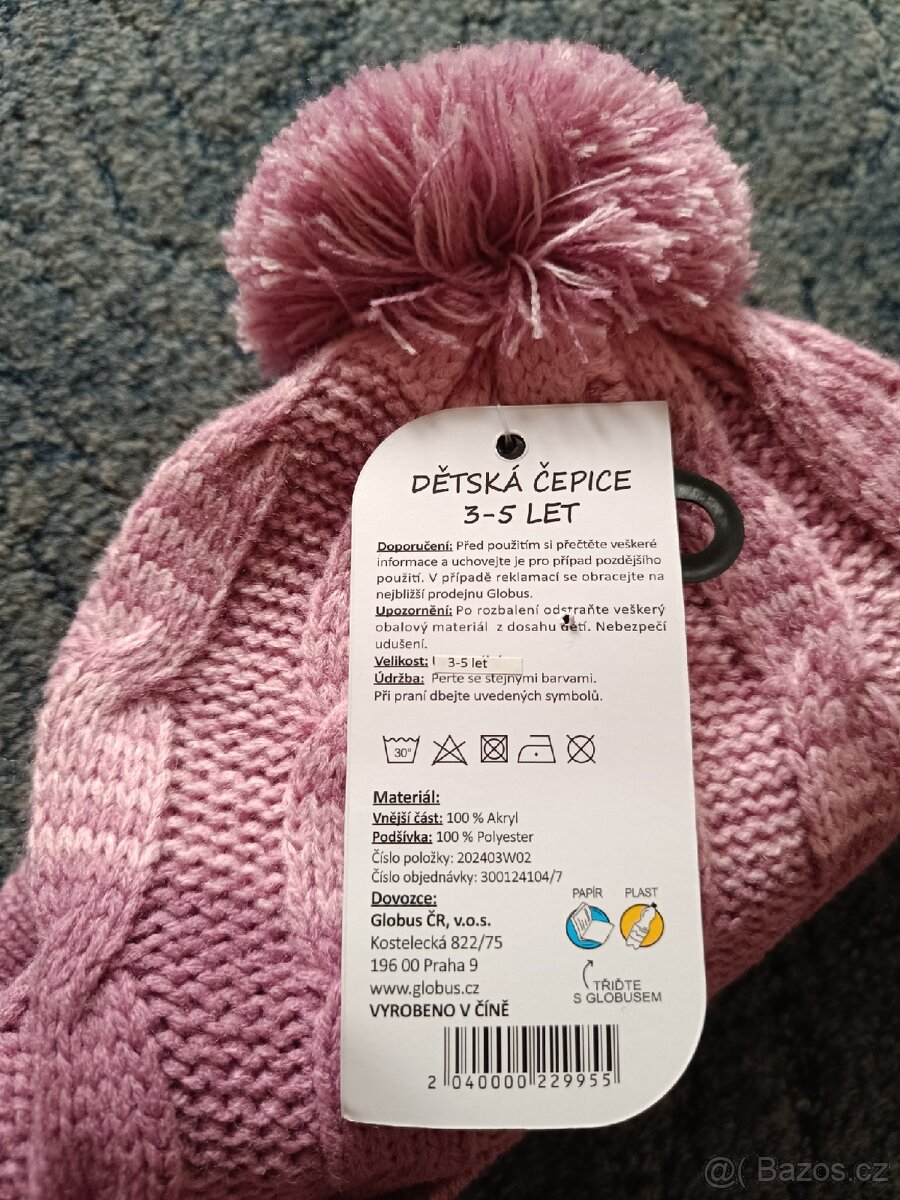 DĚTSKÁ ČEPICE
3-5 LET
Doporučení: Před použitím si přečtěte veškeré
informace a uchovejte je pro případ pozdějšího
použití. V případě reklamací se obracejte na
nejbližší prodejnu Globus.
Upozornění: Po rozbalení odstraňte veškerý
obalový materiál z dosahu dětí. Nebezpečí
udušení.
Velikost: 3-5 let
Údržba: Perte se stejnými barvami.
Při praní dbejte uvedených symbolů.
30°
Materiál:
Vnější část: 100 % Akryl
Podšívka: 100 % Polyester
Číslo položky: 202403W02
Číslo objednávky: 300124104/7
Dovozce:
Globus ČR, v.o.s.
Kostelecká 822/75
196 00 Praha 9
www.globus.cz
VYROBENO V ČÍNĚ
PAPÍR PLAST
TŘIĎTE
S GLOBUSEM
2 040000 229955
@( Bazos.cz